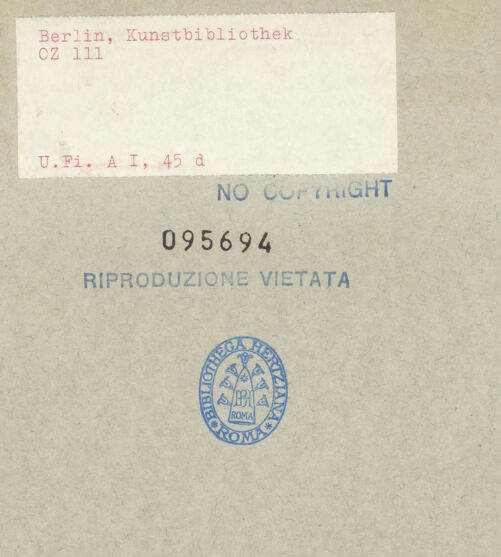 Berlin, Kunstbibliothek
OZ 111
U.Fi. A I, 45 d
NO COPYRIGHT
095694
RIPRODUZIONE VIETATA
BIBLIOTHECA HERTZIANA
ROMA
* ROMA *